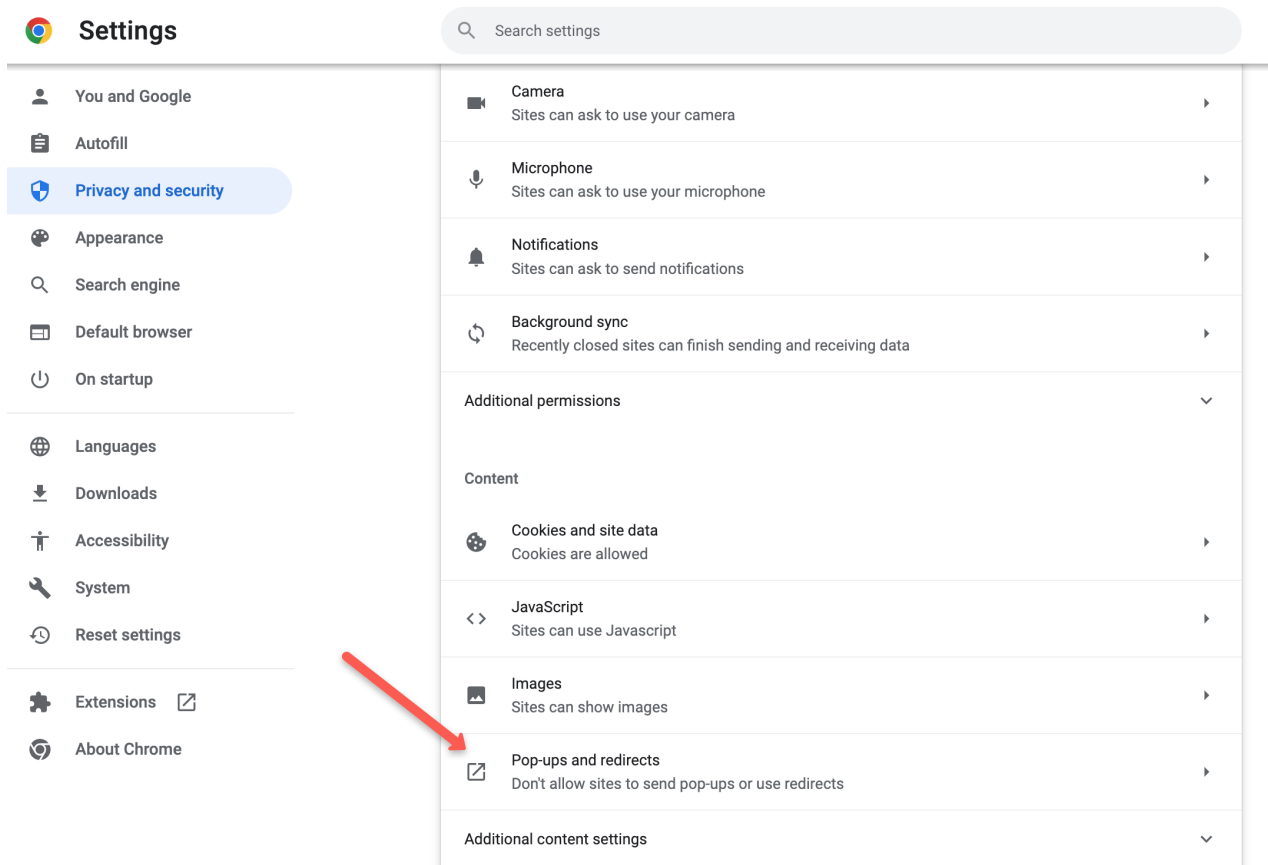 Settings
Search settings
You and Google
Autofill
Privacy and security
Appearance
Search engine
Default browser
On startup
Languages
Downloads
Accessibility
System
Reset settings
Extensions
About Chrome
Camera
Sites can ask to use your camera
Microphone
Sites can ask to use your microphone
Notifications
Sites can ask to send notifications
Background sync
Recently closed sites can finish sending and receiving data
Additional permissions
Content
Cookies and site data
Cookies are allowed
JavaScript
Sites can use Javascript
Images
Sites can show images
Pop-ups and redirects
Don't allow sites to send pop-ups or use redirects
Additional content settings